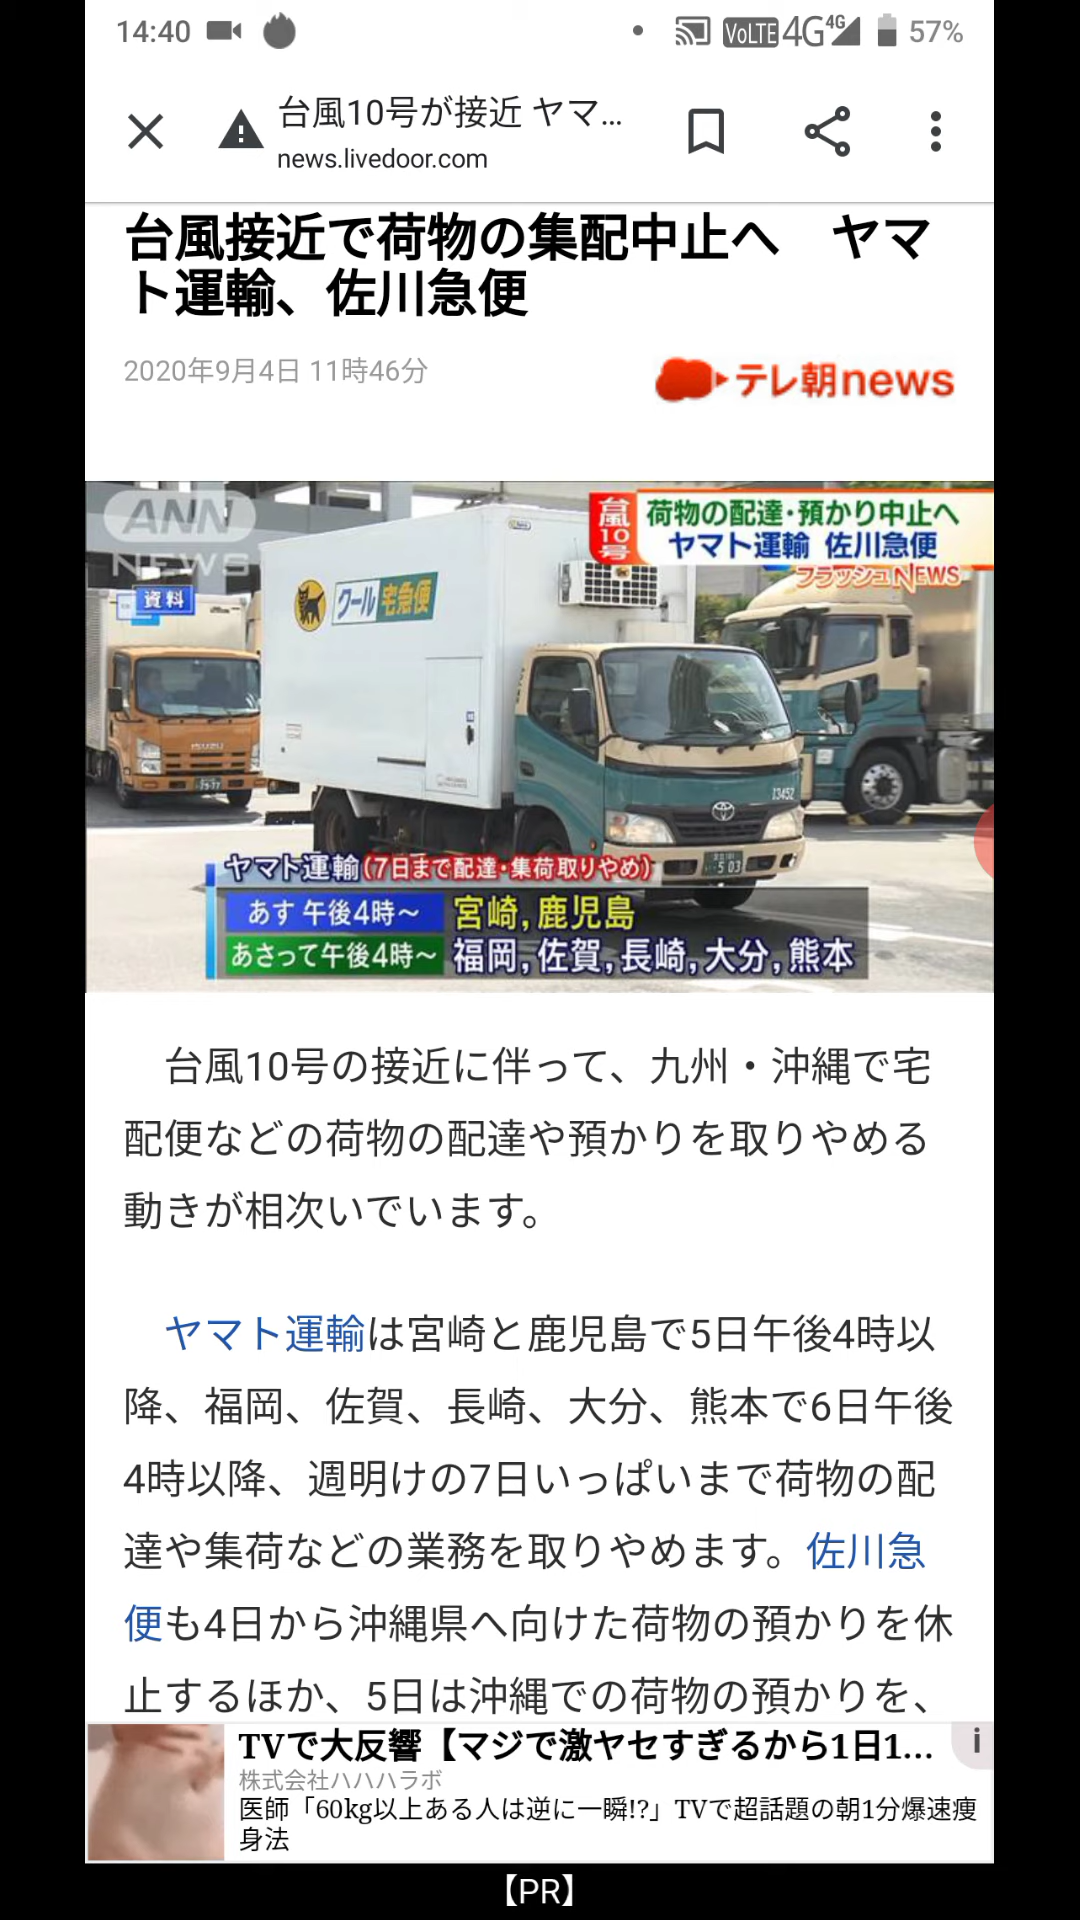 14:40
VoLTE 4G 4G 57%
台風10号が接近 ヤマ...
news.livedoor.com
台風接近で荷物の集配中止へ　ヤマ
ト運輸、佐川急便
2020年9月4日 11時46分
テレ朝news
ANN
NEWS
資料
台風10号
荷物の配達・預かり中止へ
ヤマト運輸 佐川急便
フラッシュNEWS
クール宅急便
ISUZU
13452
・503
ヤマト運輸(7日まで配達・集荷取りやめ)
あす 午後4時～ 宮崎,鹿児島
あさって午後4時～ 福岡,佐賀,長崎,大分,熊本
　台風10号の接近に伴って、九州・沖縄で宅
配便などの荷物の配達や預かりを取りやめる
動きが相次いでいます。
　ヤマト運輸は宮崎と鹿児島で5日午後4時以
降、福岡、佐賀、長崎、大分、熊本で6日午後
4時以降、週明けの7日いっぱいまで荷物の配
達や集荷などの業務を取りやめます。佐川急
便も4日から沖縄県へ向けた荷物の預かりを休
止するほか、5日は沖縄での荷物の預かりを、
TVで大反響【マジで激ヤセすぎるから1日1...
株式会社ハハハラボ
医師「60kg以上ある人は逆に一瞬!?」TVで超話題の朝1分爆速痩
身法
【PR】